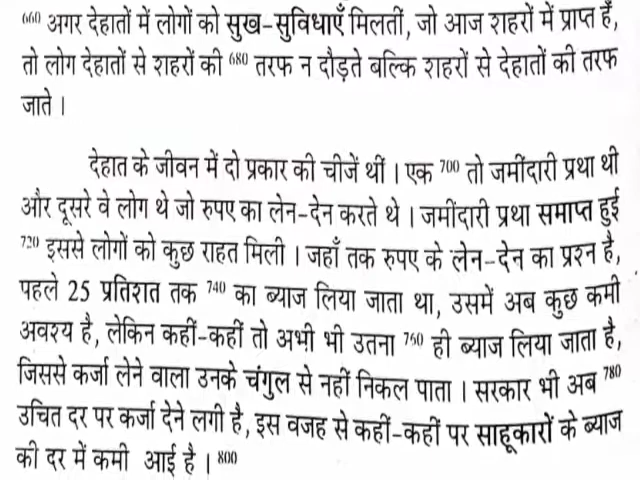 660 अगर देहातों में लोगों को सुख-सुविधाएँ मिलतीं, जो आज शहरों में प्राप्त हैं,
तो लोग देहातों से शहरों की 680 तरफ न दौड़ते बल्कि शहरों से देहातों की तरफ
जाते ।
देहात के जीवन में दो प्रकार की चीजें थीं । एक 700 तो जमींदारी प्रथा थी
और दूसरे वे लोग थे जो रुपए का लेन-देन करते थे । जमींदारी प्रथा समाप्त हुई
720 इससे लोगों को कुछ राहत मिली । जहाँ तक रुपए के लेन-देन का प्रश्न है,
पहले 25 प्रतिशत तक 740 का ब्याज लिया जाता था, उसमें अब कुछ कमी
अवश्य है, लेकिन कहीं-कहीं तो अभी भी उतना 760 ही ब्याज लिया जाता है,
जिससे कर्जा लेने वाला उनके चंगुल से नहीं निकल पाता । सरकार भी अब 780
उचित दर पर कर्जा देने लगी है, इस वजह से कहीं-कहीं पर साहूकारों के ब्याज
की दर में कमी आई है । 800